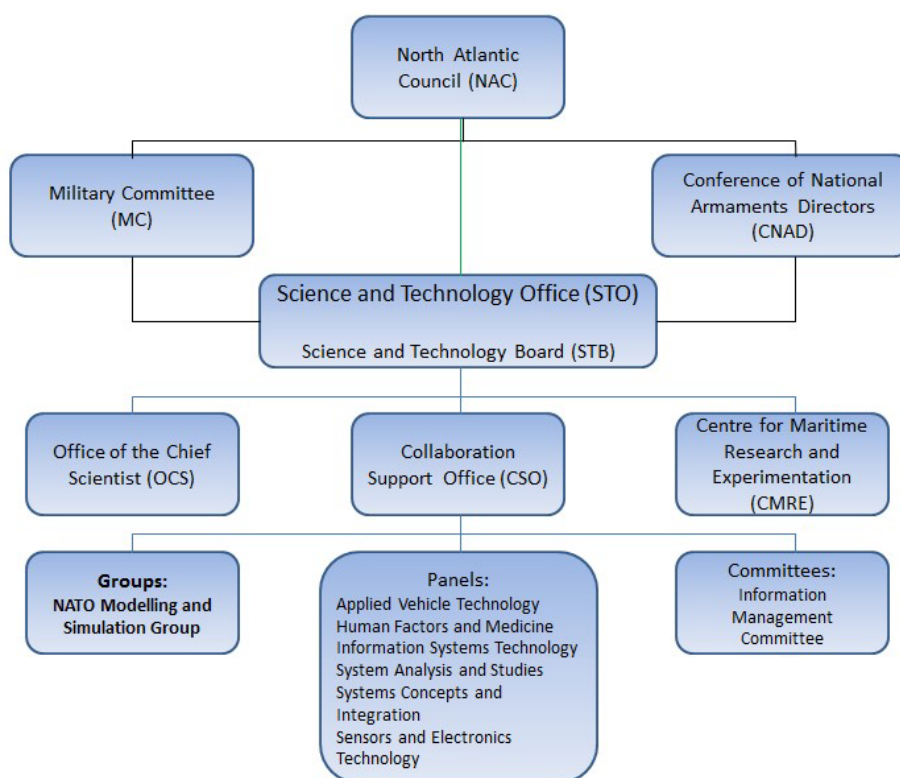 North Atlantic
Council (NAC)
Military Committee
(MC)
Conference of National
Armaments Directors
(CNAD)
Science and Technology Office (STO)
Science and Technology Board (STB)
Office of the Chief
Scientist (OCS)
Collaboration
Support Office (CSO)
Centre for Maritime
Research and
Experimentation
(CMRE)
Groups:
NATO Modelling and
Simulation Group
Panels:
Applied Vehicle Technology
Human Factors and Medicine
Information Systems Technology
System Analysis and Studies
Systems Concepts and
Integration
Sensors and Electronics
Technology
Committees:
Information
Management
Committee